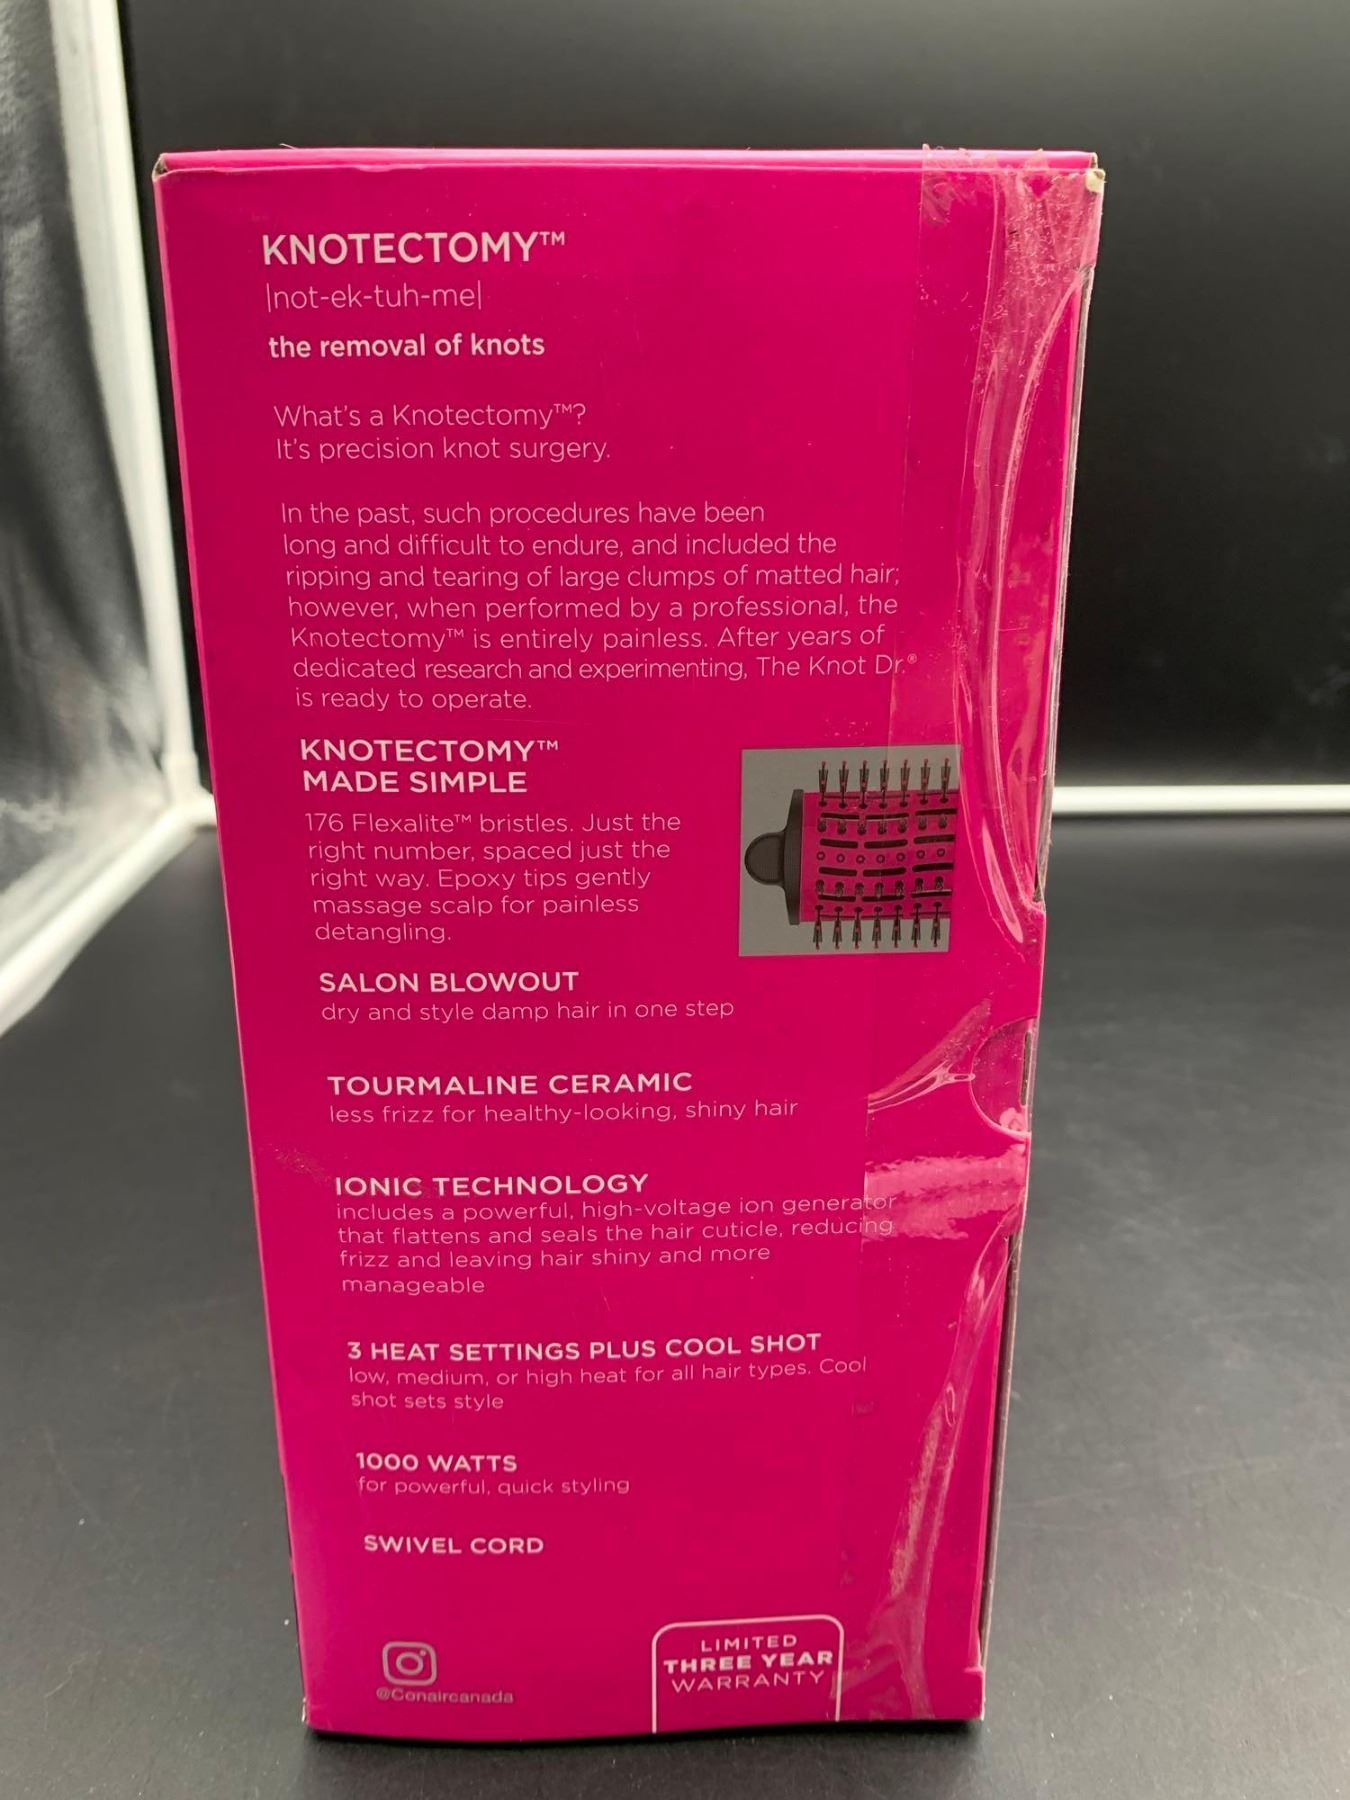 KNOTECTOMY™
|not-ek-tuh-me|
the removal of knots
What's a Knotectomy™?
It's precision knot surgery.
In the past, such procedures have been
long and difficult to endure, and included the
ripping and tearing of large clumps of matted hair;
however, when performed by a professional, the
Knotectomy™ is entirely painless. After years of
dedicated research and experimenting, The Knot Dr.®
is ready to operate.
KNOTECTOMY™
MADE SIMPLE
176 Flexalite™ bristles. Just the
right number, spaced just the
right way. Epoxy tips gently
massage scalp for painless
detangling.
SALON BLOWOUT
dry and style damp hair in one step
TOURMALINE CERAMIC
less frizz for healthy-looking, shiny hair
IONIC TECHNOLOGY
includes a powerful, high-voltage ion generator
that flattens and seals the hair cuticle, reducing
frizz and leaving hair shiny and more
manageable
3 HEAT SETTINGS PLUS COOL SHOT
low, medium, or high heat for all hair types. Cool
shot sets style
1000 WATTS
for powerful, quick styling
SWIVEL CORD
@Conaircanada
LIMITED
THREE YEAR
WARRANTY